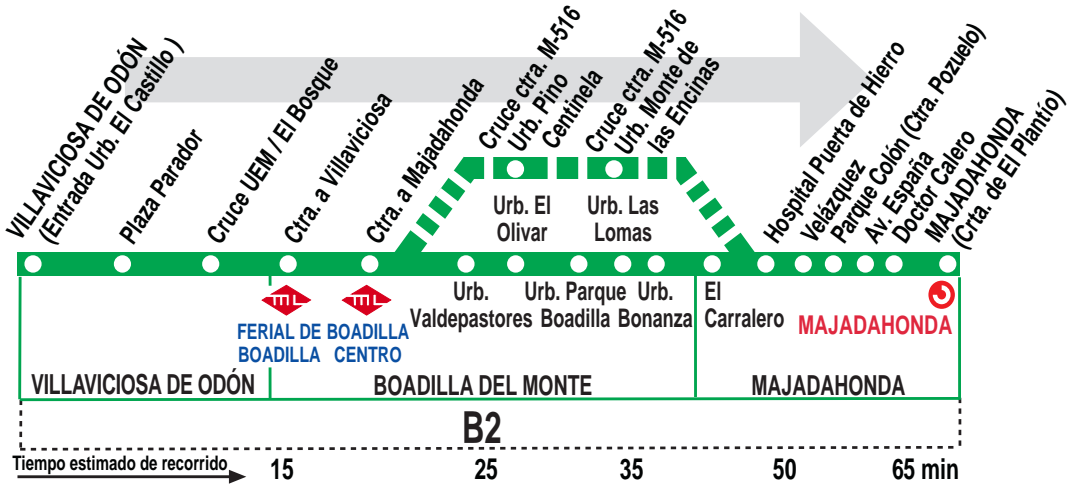 VILLAVICIOSA DE ODÓN
(Entrada Urb. El Castillo )
Plaza Parador
Cruce UEM / El Bosque
Ctra. a Villaviciosa
Ctra. a Majadahonda
Cruce ctra. M-516
Urb. Pino
Centinela
Cruce ctra. M-516
Urb. Monte de
las Encinas
Hospital Puerta de Hierro
Velázquez
Parque Colón (Ctra. Pozuelo)
Av. España
Doctor Calero
MAJADAHONDA
(Crta. de El Plantío)
Urb. El
Olivar
Urb. Las
Lomas
ML
FERIAL DE
BOADILLA
ML
BOADILLA
CENTRO
Urb.
Valdepastores
Urb. Parque
Boadilla
Urb.
Bonanza
El
Carralero
MAJADAHONDA
VILLAVICIOSA DE ODÓN
BOADILLA DEL MONTE
MAJADAHONDA
B2
Tiempo estimado de recorrido
15
25
35
50
65 min